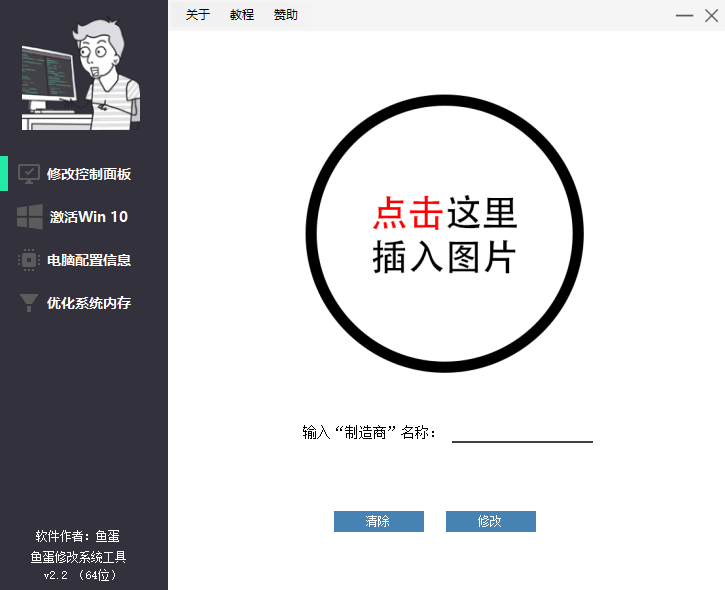 关于 教程 赞助
修改控制面板
激活Win 10
电脑配置信息
优化系统内存
点击这里
插入图片
输入“制造商”名称：
清除 修改
软件作者：鱼蛋
鱼蛋修改系统工具
v2.2 （64位）